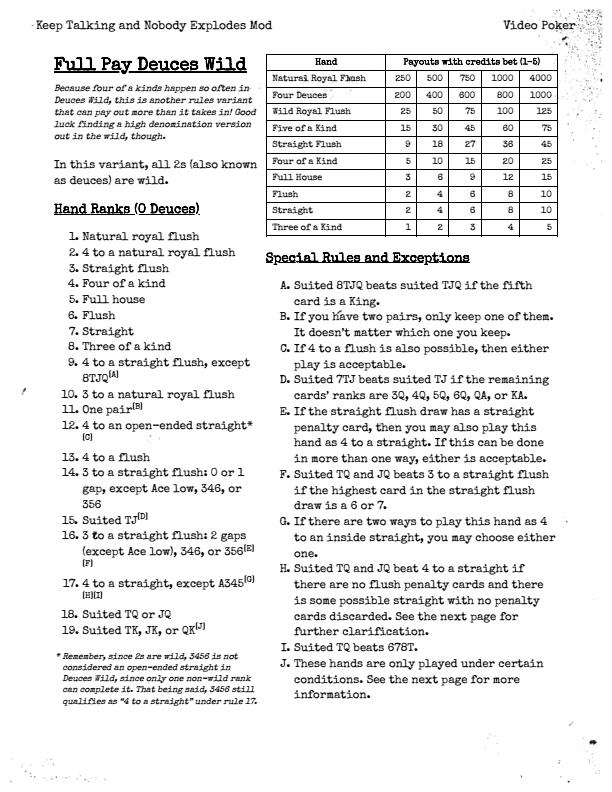 Keep Talking and Nobody Explodes Mod
Video Poker
Full Pay Deuces Wild
Because four of a kinds happen so often in
Deuces Wild, this is another rules variant
that can pay out more than it takes in! Good
luck finding a high denomination version
out in the wild, though.
In this variant, all 2s (also known
as deuces) are wild.
Hand Ranks (0 Deuces)
1. Natural royal flush
2. 4 to a natural royal flush
3. Straight flush
4. Four of a kind
5. Full house
6. Flush
7. Straight
8. Three of a kind
9. 4 to a straight flush, except
8TJQ[A]
10. 3 to a natural royal flush
11. One pair[B]
12. 4 to an open-ended straight*
[C]
13. 4 to a flush
14. 3 to a straight flush: 0 or 1
gap, except Ace low, 346, or
356
15. Suited TJ[D]
16. 3 to a straight flush: 2 gaps
(except Ace low), 346, or 356[E]
[F]
17. 4 to a straight, except A345[G]
[H][I]
18. Suited TQ or JQ
19. Suited TK, JK, or QK[J]
* Remember, since 2s are wild, 3456 is not
considered an open-ended straight in
Deuces Wild, since only one non-wild rank
can complete it. That being said, 3456 still
qualifies as "4 to a straight" under rule 17.
Hand Payouts with credits bet (1-5)
Natural Royal Flush 250 500 750 1000 4000
Four Deuces 200 400 600 800 1000
Wild Royal Flush 25 50 75 100 125
Five of a Kind 15 30 45 60 75
Straight Flush 9 18 27 36 45
Four of a Kind 5 10 15 20 25
Full House 3 6 9 12 15
Flush 2 4 6 8 10
Straight 2 4 6 8 10
Three of a Kind 1 2 3 4 5
Special Rules and Exceptions
A. Suited 8TJQ beats suited TJQ if the fifth
card is a King.
B. If you have two pairs, only keep one of them.
It doesn't matter which one you keep.
C. If 4 to a flush is also possible, then either
play is acceptable.
D. Suited 7TJ beats suited TJ if the remaining
cards' ranks are 3Q, 4Q, 5Q, 6Q, QA, or KA.
E. If the straight flush draw has a straight
penalty card, then you may also play this
hand as 4 to a straight. If this can be done
in more than one way, either is acceptable.
F. Suited TQ and JQ beats 3 to a straight flush
if the highest card in the straight flush
draw is a 6 or 7.
G. If there are two ways to play this hand as 4
to an inside straight, you may choose either
one.
H. Suited TQ and JQ beat 4 to a straight if
there are no flush penalty cards and there
is some possible straight with no penalty
cards discarded. See the next page for
further clarification.
I. Suited TQ beats 678T.
J. These hands are only played under certain
conditions. See the next page for more
information.